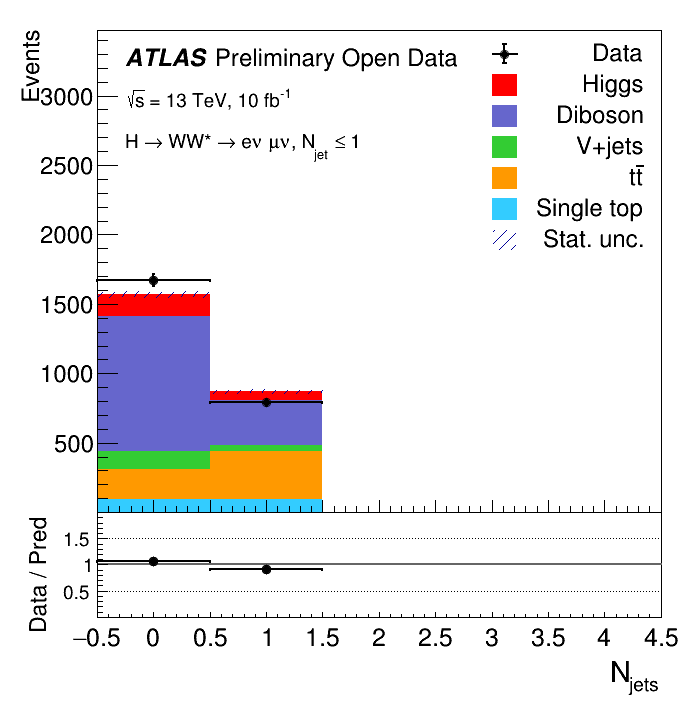 Events
3000
2500
2000
1500
1000
500
ATLAS Preliminary Open Data
√s = 13 TeV, 10 fb⁻¹
H → WW* → eν μν, N_jet ≤ 1
Data
Higgs
Diboson
V+jets
tt̄
Single top
Stat. unc.
Data / Pred
1.5
1
0.5
−0.5 0 0.5 1 1.5 2 2.5 3 3.5 4 4.5
N_jets